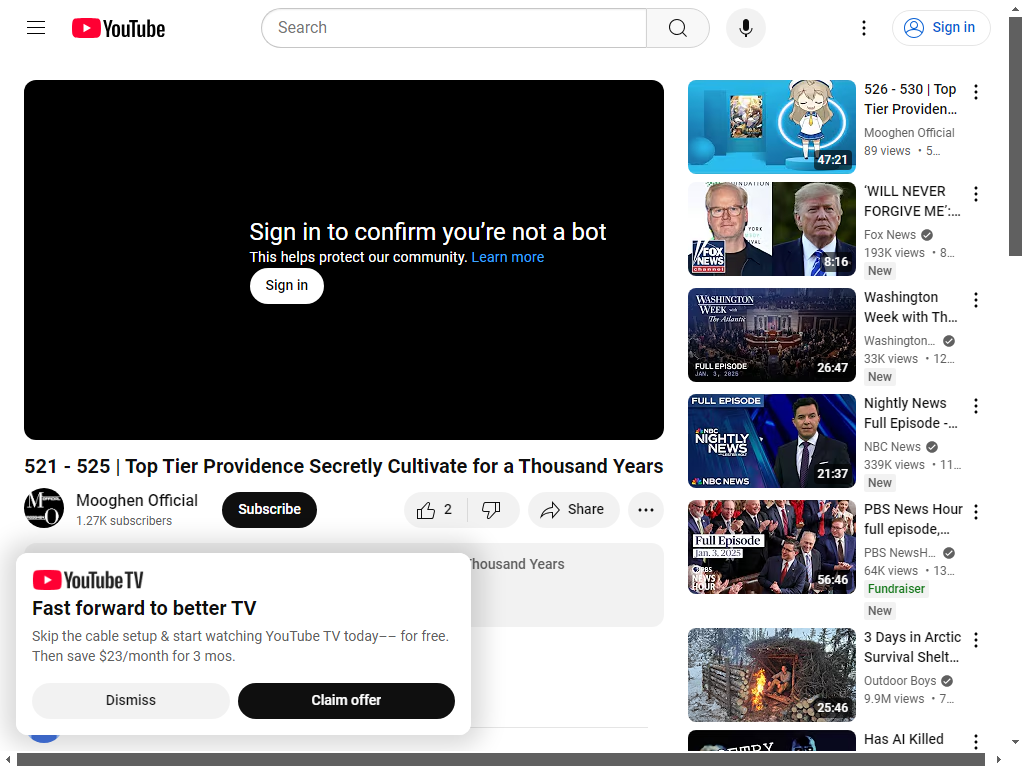 YouTube
Search
Sign in
Sign in to confirm you’re not a bot
This helps protect our community. Learn more
Sign in
521 - 525 | Top Tier Providence Secretly Cultivate for a Thousand Years
Mooghen Official
1.27K subscribers
Subscribe
2
Share
Thousand Years
YouTube TV
Fast forward to better TV
Skip the cable setup & start watching YouTube TV today–– for free.
Then save $23/month for 3 mos.
Dismiss
Claim offer
47:21
526 - 530 | Top
Tier Providen…
Mooghen Official
89 views • 5…
FOX
NEWS
channel
8:16
‘WILL NEVER
FORGIVE ME’:…
Fox News
193K views • 8…
New
WASHINGTON
WEEK with
The Atlantic
FULL EPISODE
JAN. 3, 2025
26:47
Washington
Week with Th…
Washington…
33K views • 12…
New
FULL EPISODE
NBC
NIGHTLY
NEWS
NBC NEWS
21:37
Nightly News
Full Episode -…
NBC News
339K views • 11…
New
Full Episode
Jan. 3, 2025
PBS
NEWS
HOUR
56:46
PBS News Hour
full episode,…
PBS NewsH…
64K views • 13…
Fundraiser
New
25:46
3 Days in Arctic
Survival Shelt…
Outdoor Boys
9.9M views • 7…
Has AI Killed